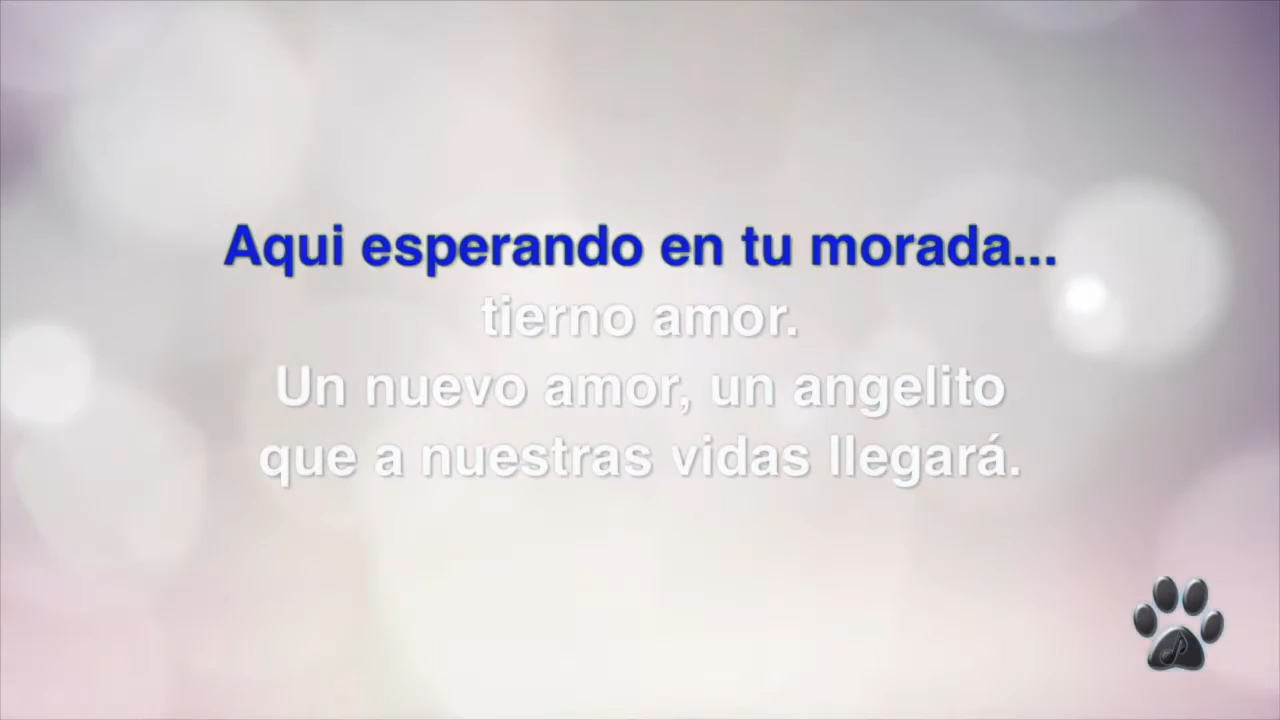 Aqui esperando en tu morada...
tierno amor.
Un nuevo amor, un angelito
que a nuestras vidas llegará.